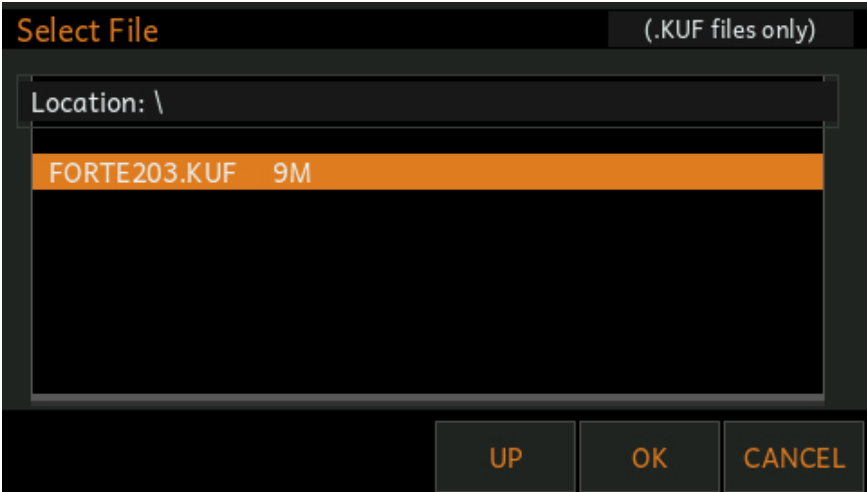 Select File (.KUF files only)
Location: \
FORTE203.KUF 9M
UP OK CANCEL